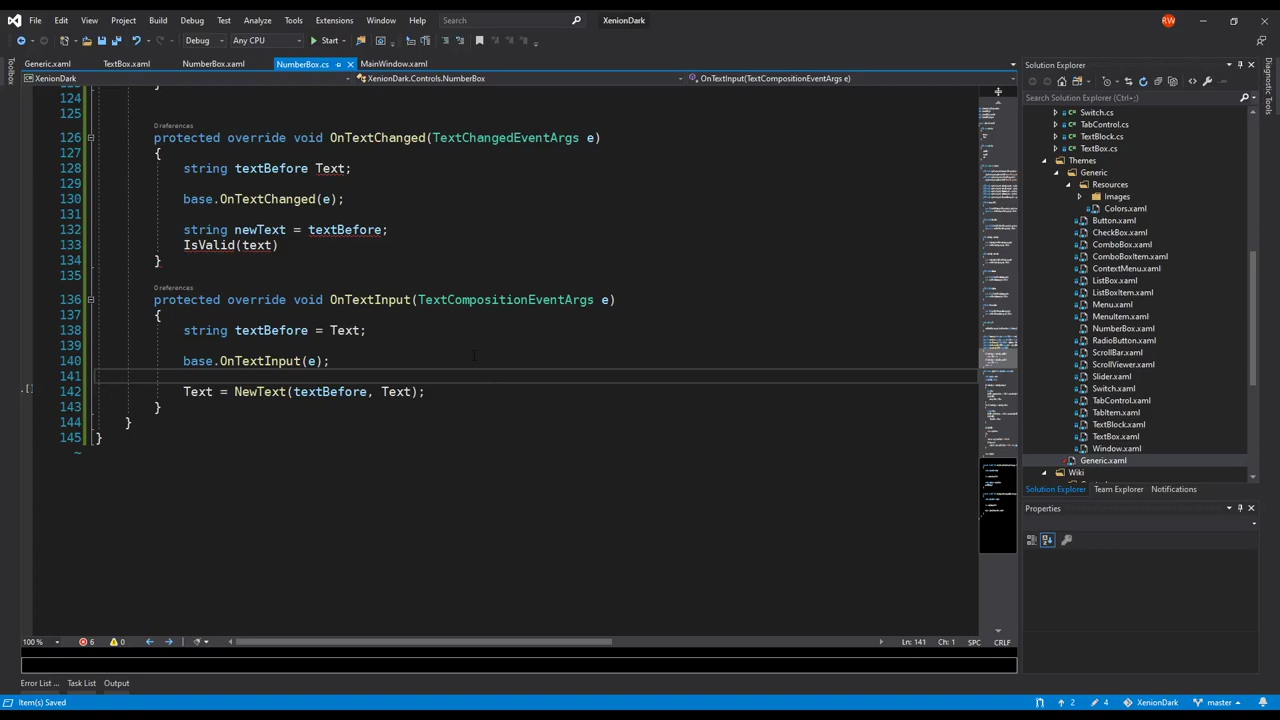 File Edit View Project Build Debug Test Analyze Tools Extensions Window Help Search XenionDark RW
Debug Any CPU Start
Generic.xaml TextBox.xaml NumberBox.xaml NumberBox.cs MainWindow.xaml
XenionDark XenionDark.Controls.NumberBox OnTextInput(TextCompositionEventArgs e)
Toolbox
Diagnostic Tools
124
125
0 references
126 protected override void OnTextChanged(TextChangedEventArgs e)
127 {
128 string textBefore Text;
129
130 base.OnTextChanged(e);
131
132 string newText = textBefore;
133 IsValid(text)
134 }
135
0 references
136 protected override void OnTextInput(TextCompositionEventArgs e)
137 {
138 string textBefore = Text;
139
140 base.OnTextInput(e);
141
142 Text = NewText textBefore, Text);
143 }
144 }
145 }
~
100 % 6 0 Ln: 141 Ch: 1 SPC CRLF
Error List ... Task List Output
Item(s) Saved 2 4 XenionDark master
Solution Explorer
Search Solution Explorer (Ctrl+;)
Switch.cs
TabControl.cs
TextBlock.cs
TextBox.cs
Themes
Generic
Resources
Images
Colors.xaml
Button.xaml
CheckBox.xaml
ComboBox.xaml
ComboBoxItem.xaml
ContextMenu.xaml
ListBox.xaml
ListBoxItem.xaml
Menu.xaml
MenuItem.xaml
NumberBox.xaml
RadioButton.xaml
ScrollBar.xaml
ScrollViewer.xaml
Slider.xaml
Switch.xaml
TabControl.xaml
TabItem.xaml
TextBlock.xaml
TextBox.xaml
Window.xaml
Generic.xaml
Wiki
Solution Explorer Team Explorer Notifications
Properties